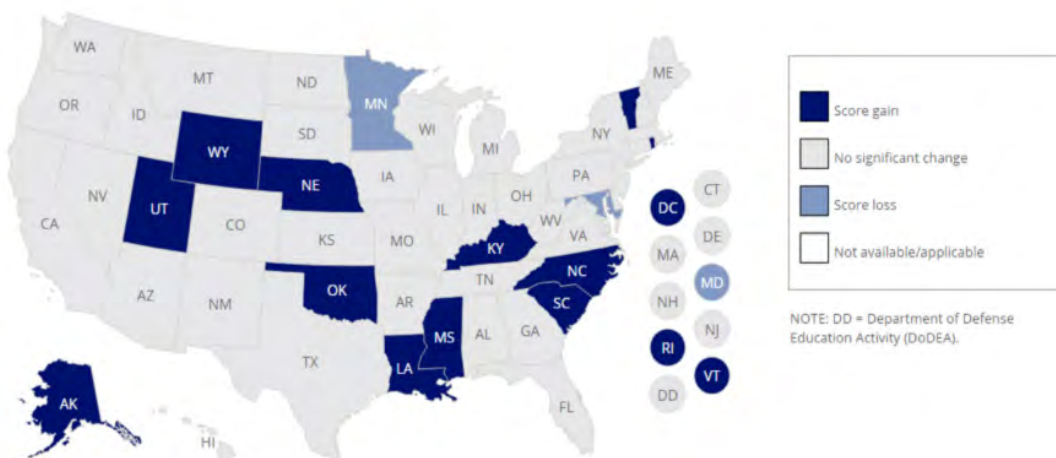 WA
MT
ND
MN
ME
OR
ID
SD
WI
NY
WY
MI
IA
PA
NE
NV
UT
IL
IN
OH
CT
DC
CO
WV
CA
KS
MO
KY
VA
DE
MA
NC
TN
MD
AZ
NM
OK
AR
SC
NH
MS
AL
GA
NJ
TX
LA
RI
VT
AK
FL
DD
HI
Score gain
No significant change
Score loss
Not available/applicable
NOTE: DD = Department of Defense
Education Activity (DoDEA).